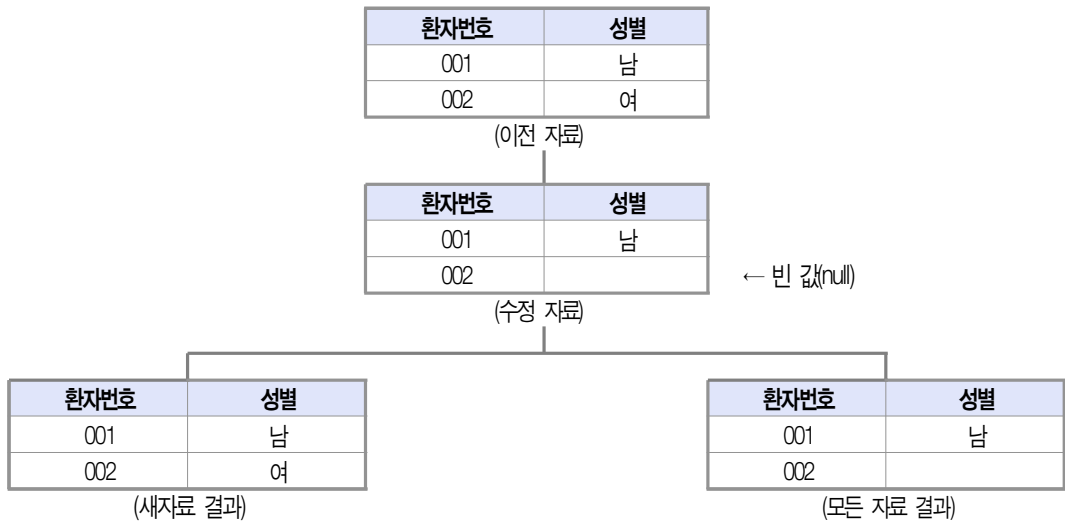 환자번호 성별
001 남
002 여
(이전 자료)
환자번호 성별
001 남
002 ← 빈 값(null)
(수정 자료)
환자번호 성별
001 남
002 여
(새자료 결과)
환자번호 성별
001 남
002
(모든 자료 결과)